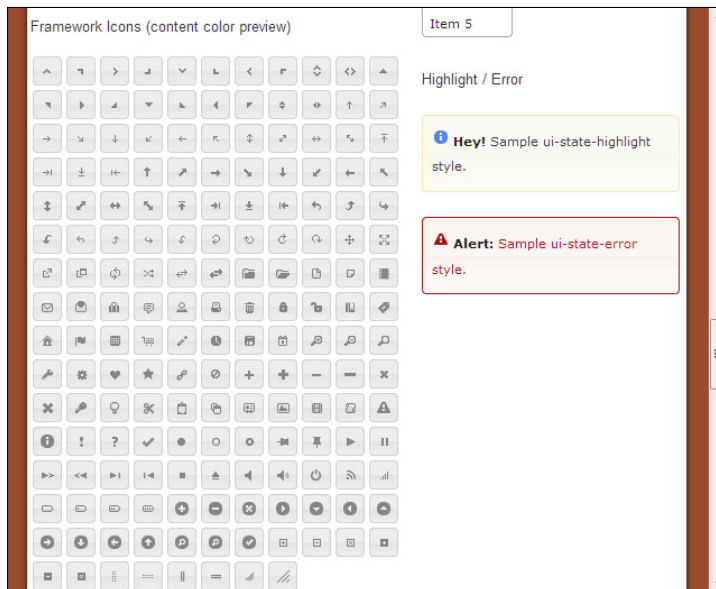 Framework Icons (content color preview)
Item 5
Highlight / Error
Hey! Sample ui-state-highlight
style.
Alert: Sample ui-state-error
style.